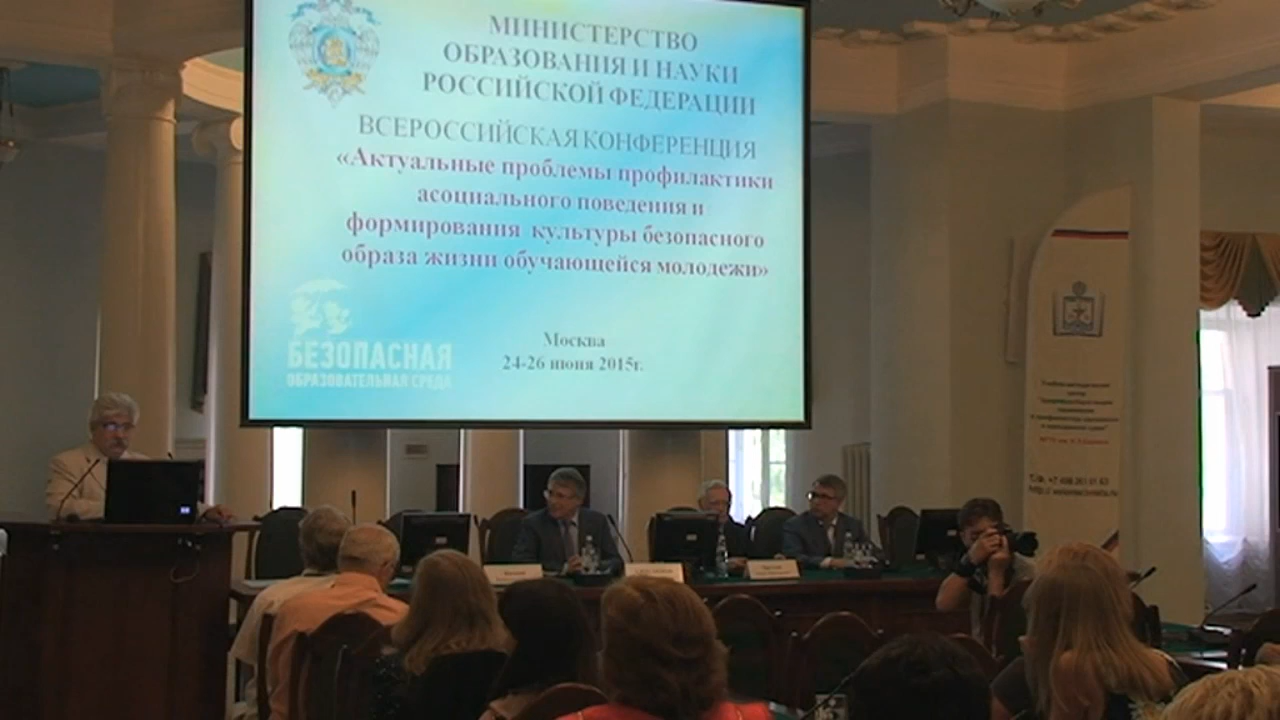 МИНИСТЕРСТВО
ОБРАЗОВАНИЯ И НАУКИ
РОССИЙСКОЙ ФЕДЕРАЦИИ
ВСЕРОССИЙСКАЯ КОНФЕРЕНЦИЯ
«Актуальные проблемы профилактики
асоциального поведения и
формирования культуры безопасного
образа жизни обучающейся молодежи»
БЕЗОПАСНАЯ
ОБРАЗОВАТЕЛЬНАЯ СРЕДА
Москва
24-26 июня 2015г.